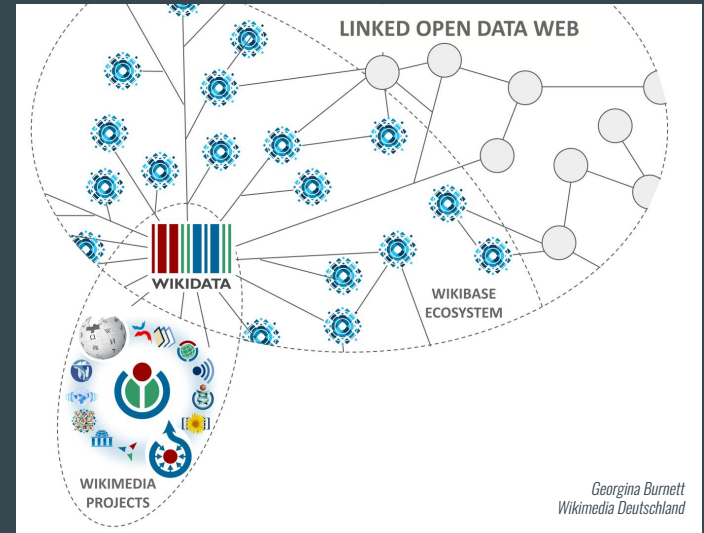 LINKED OPEN DATA WEB
WIKIDATA
WIKIBASE
ECOSYSTEM
WIKIMEDIA
PROJECTS
Georgina Burnett
Wikimedia Deutschland